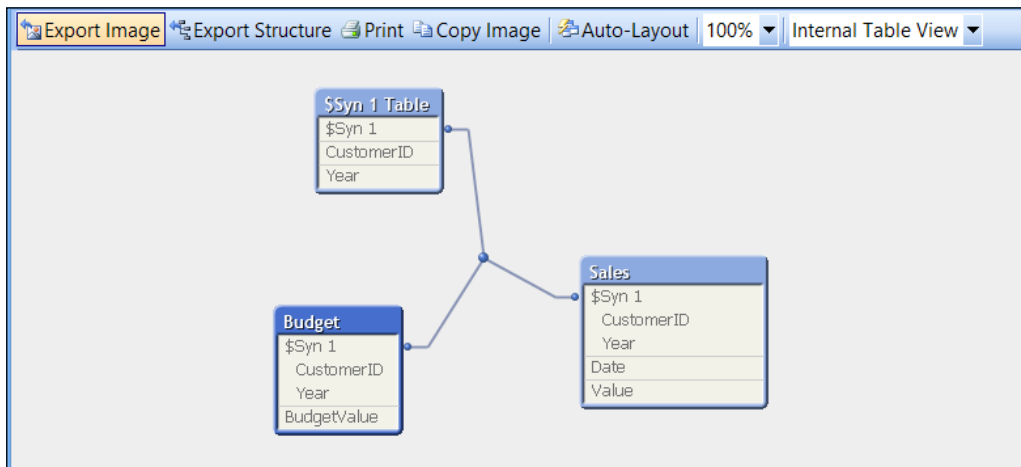 Export Image Export Structure Print Copy Image Auto-Layout 100% Internal Table View
$Syn 1 Table
$Syn 1
CustomerID
Year
Budget
$Syn 1
CustomerID
Year
BudgetValue
Sales
$Syn 1
CustomerID
Year
Date
Value